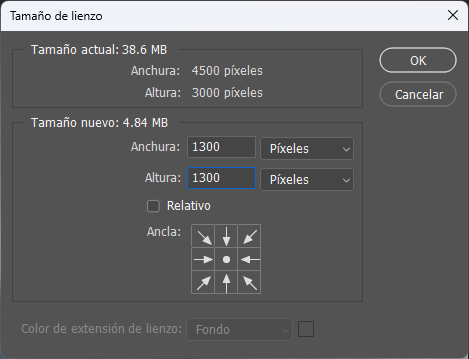 Tamaño de lienzo
Tamaño actual: 38.6 MB
OK
Anchura: 4500 píxeles
Altura: 3000 píxeles
Cancelar
Tamaño nuevo: 4.84 MB
Anchura: 1300 Píxeles
Altura: 1300 Píxeles
Relativo
Ancla:
Color de extensión de lienzo: Fondo